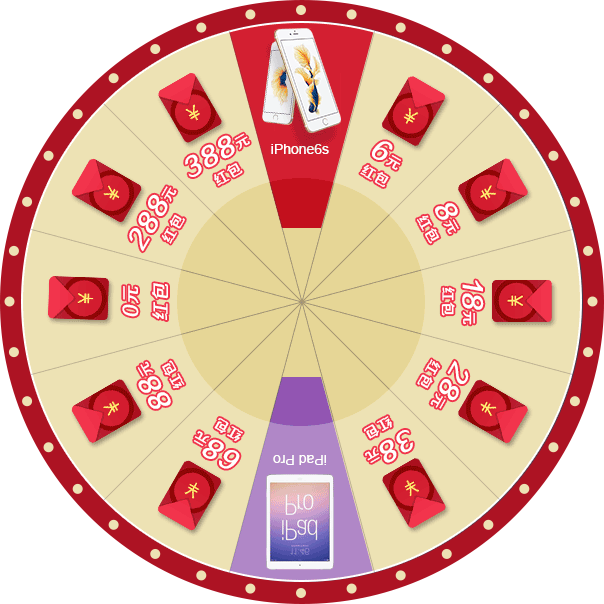 iPhone6s
6元
红包
8元
红包
18元
红包
28元
红包
38元
红包
iPad Pro
iPad
Pro
68元
红包
88元
红包
0元
红包
288元
红包
388元
红包